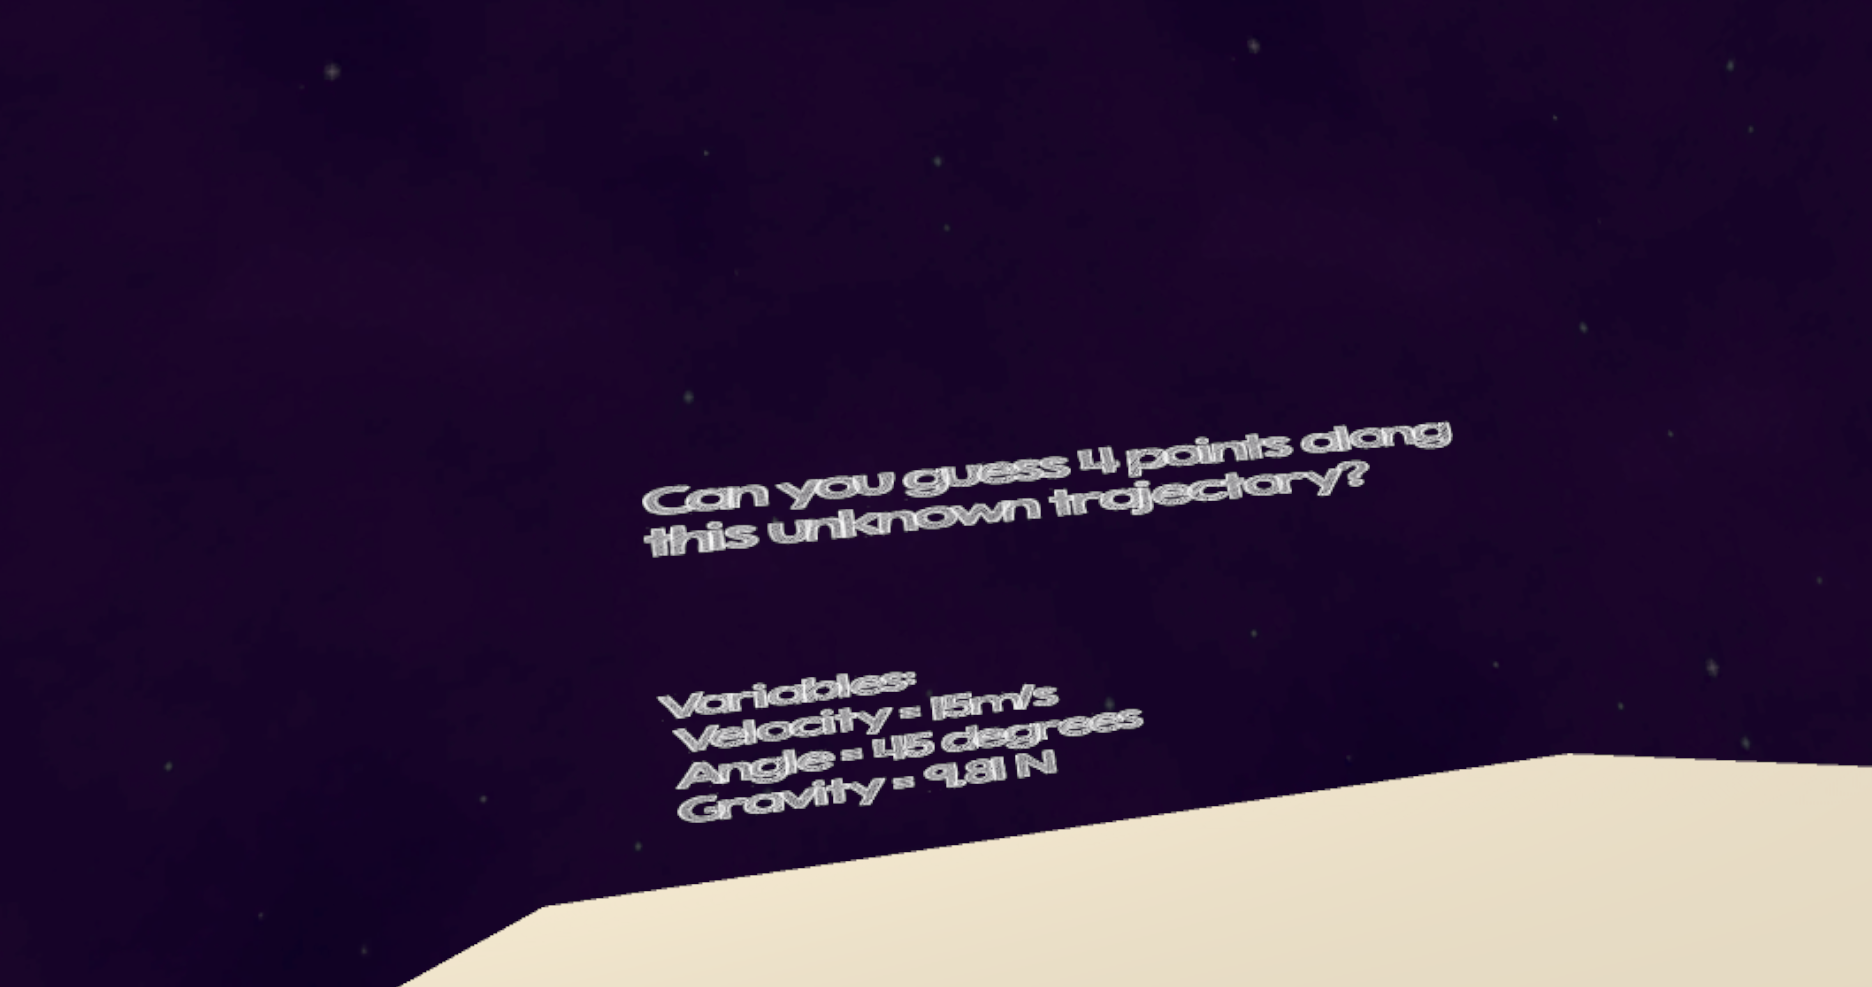 Can you guess 4 points along
this unknown trajectory?
Variables:
Velocity = 15m/s
Angle = 45 degrees
Gravity = 9.81 N